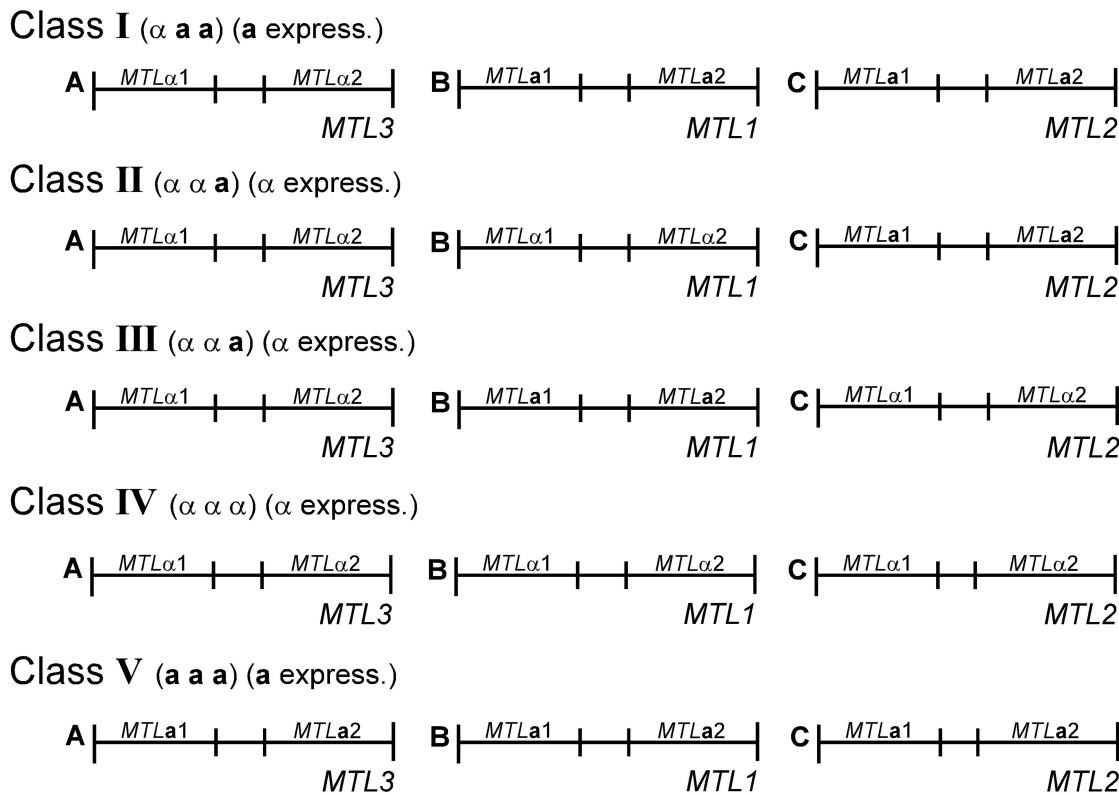 Class I (α a a) (a express.)
A MTLα1 MTLα2 B MTLa1 MTLa2 C MTLa1 MTLa2
MTL3 MTL1 MTL2
Class II (α α a) (α express.)
A MTLα1 MTLα2 B MTLα1 MTLα2 C MTLa1 MTLa2
MTL3 MTL1 MTL2
Class III (α α a) (α express.)
A MTLα1 MTLα2 B MTLa1 MTLa2 C MTLα1 MTLα2
MTL3 MTL1 MTL2
Class IV (α α α) (α express.)
A MTLα1 MTLα2 B MTLα1 MTLα2 C MTLα1 MTLα2
MTL3 MTL1 MTL2
Class V (a a a) (a express.)
A MTLa1 MTLa2 B MTLa1 MTLa2 C MTLa1 MTLa2
MTL3 MTL1 MTL2